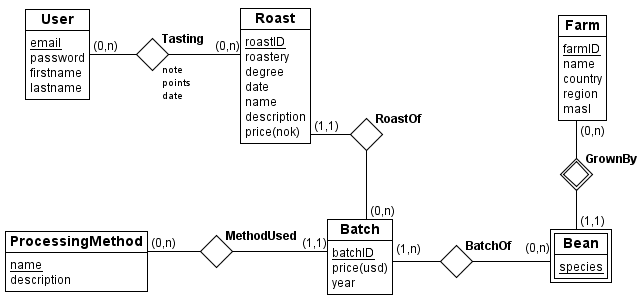 User
email
password
firstname
lastname
(0,n)
Tasting
note
points
date
(0,n)
Roast
roastID
roastery
degree
date
name
description
price(nok)
(1,1)
RoastOf
(0,n)
Farm
farmID
name
country
region
masl
(0,n)
GrownBy
(1,1)
ProcessingMethod
name
description
(0,n)
MethodUsed
(1,1)
Batch
batchID
price(usd)
year
(1,n)
BatchOf
(0,n)
Bean
species